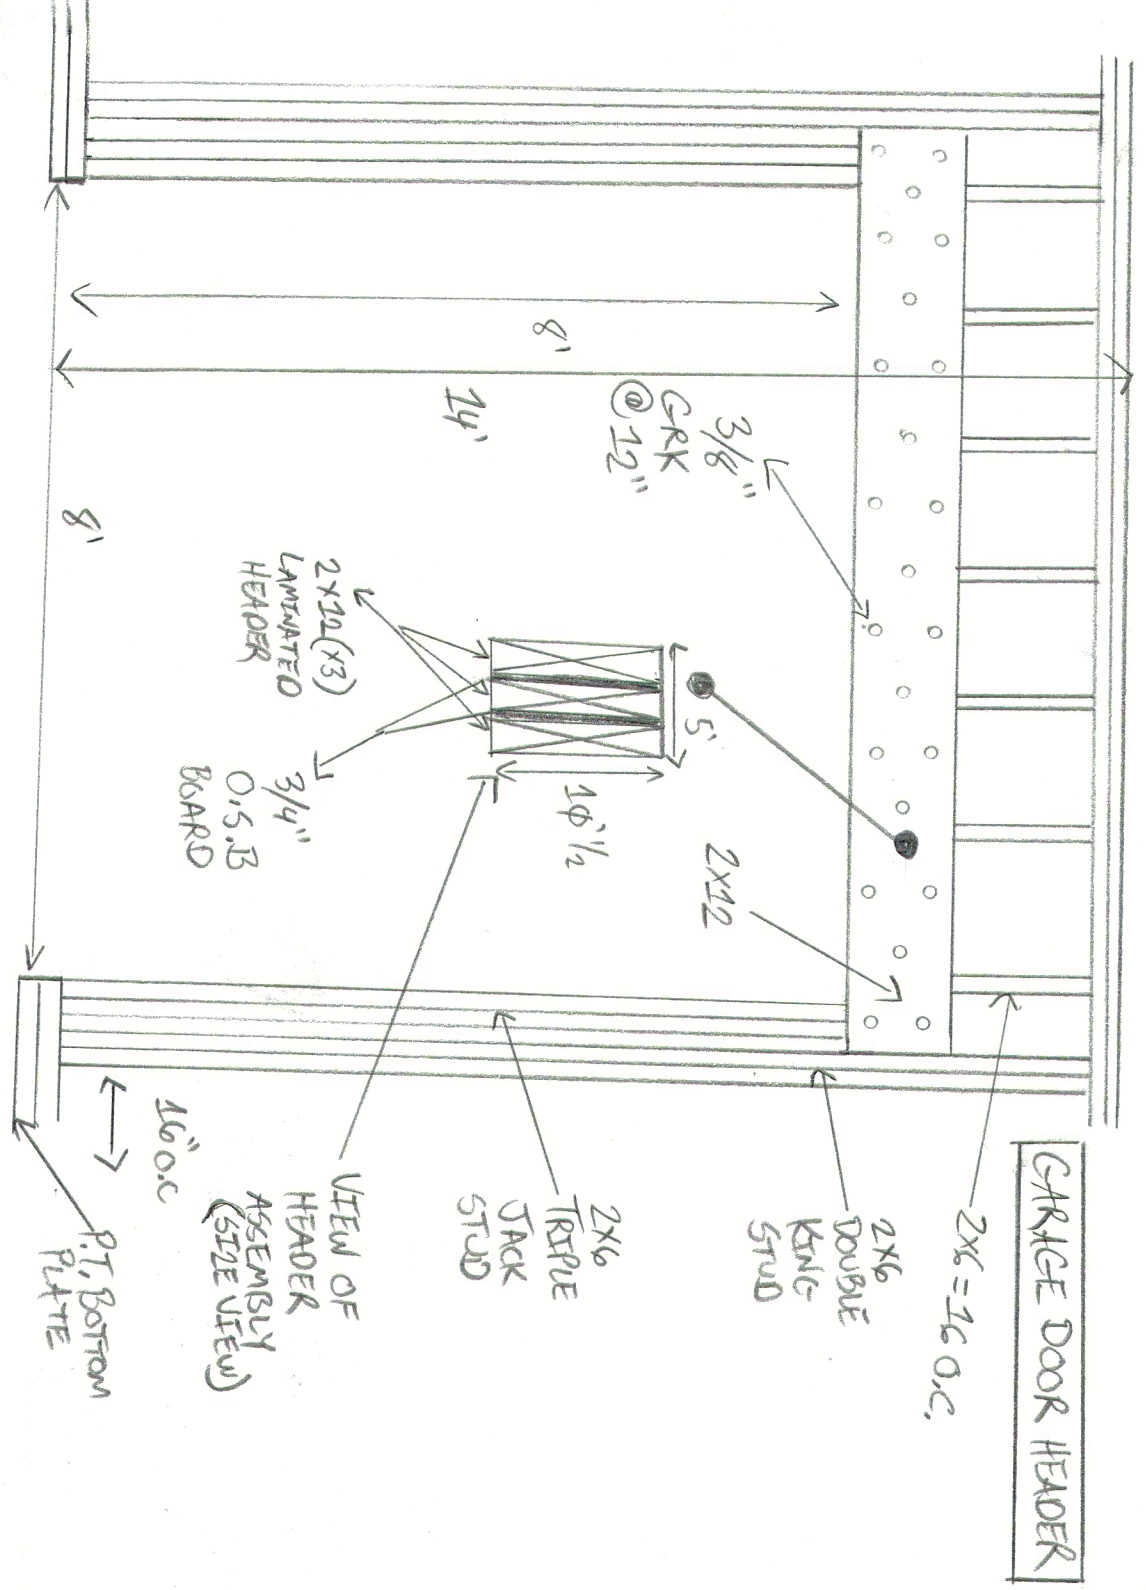 GARAGE DOOR HEADER
2X6 = 16 O.C.
2X6
DOUBLE
KING
STUD
2X6
TRIPLE
JACK
STUD
VIEW OF
HEADER
ASSEMBLY
(SIZE VIEW)
16" O.C
P.T. BOTTOM
PLATE
2X12
3/8"
GRK
@ 12"
8'
14'
8'
5'
10 1/2
2X12 (X3)
LAMINATED
HEADER
3/4"
O.S.B
BOARD